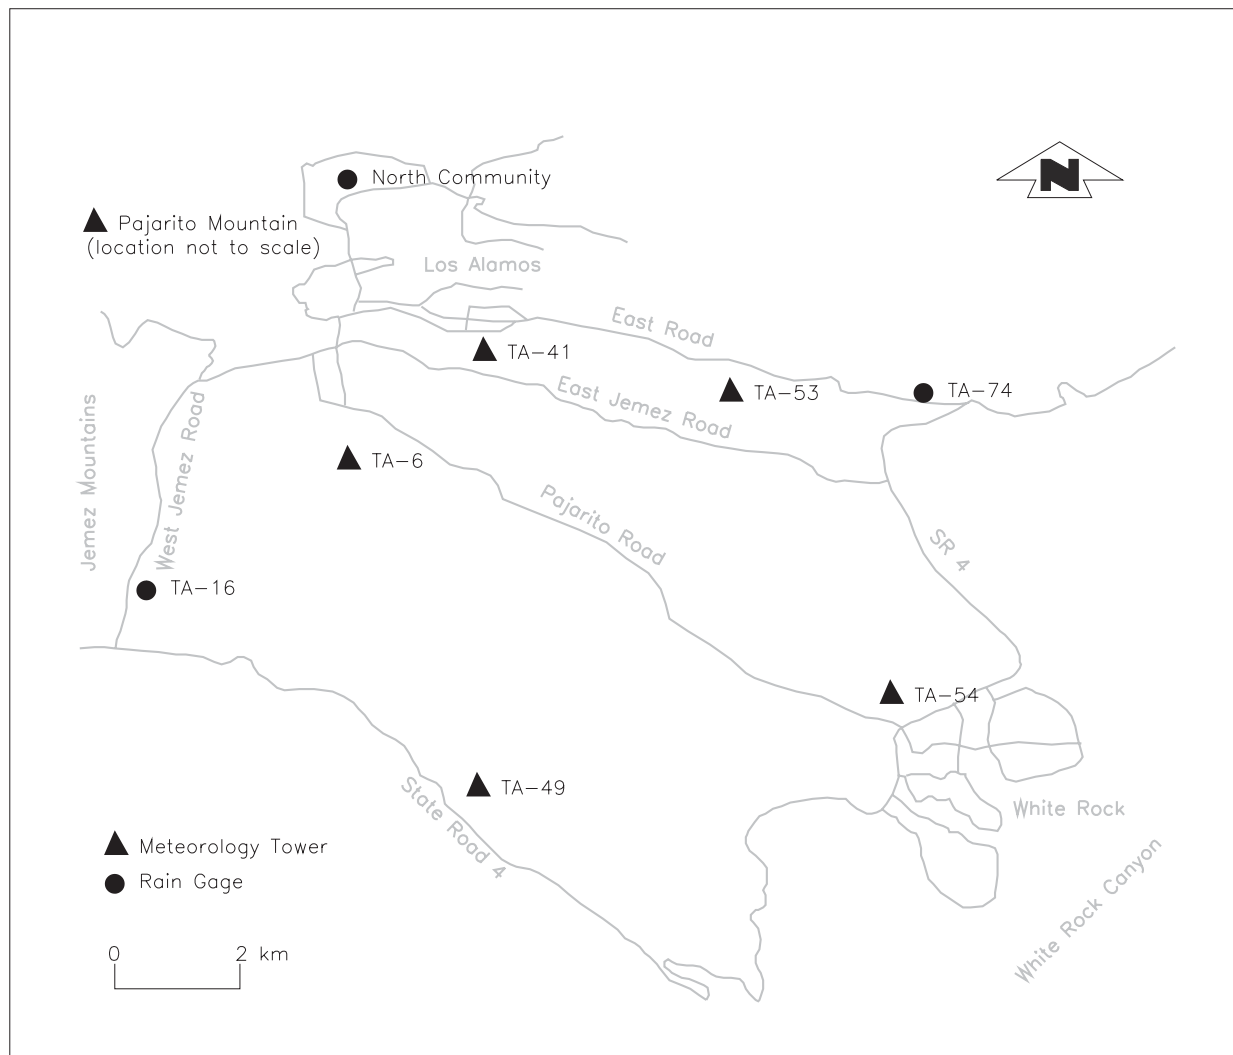 N
North Community
Pajarito Mountain
(location not to scale)
Los Alamos
East Road
TA-41
TA-53
TA-74
East Jemez Road
Jemez Mountains
West Jemez Road
TA-6
Pajarito Road
SR 4
TA-16
TA-54
TA-49
State Road 4
White Rock
White Rock Canyon
Meteorology Tower
Rain Gage
0 2 km